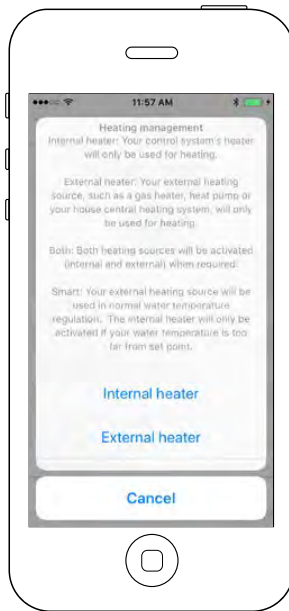 11:57 AM
Heating management
Internal heater: Your control system's heater
will only be used for heating.
External heater: Your external heating
source, such as a gas heater, heat pump or
your house central heating system, will only
be used for heating.
Both: Both heating sources will be activated
(internal and external) when required.
Smart: Your external heating source will be
used in normal water temperature
regulation. The internal heater will only be
activated if your water temperature is too
far from set point.
Internal heater
External heater
Cancel